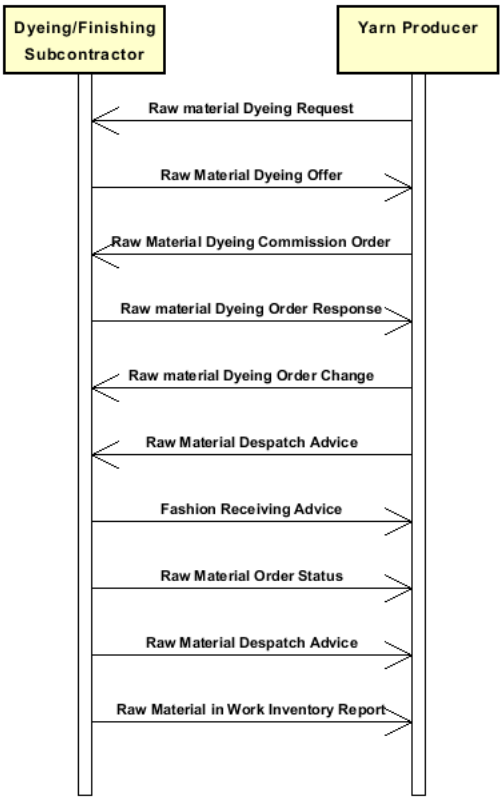 Dyeing/Finishing
Subcontractor
Yarn Producer
Raw material Dyeing Request
Raw Material Dyeing Offer
Raw Material Dyeing Commission Order
Raw material Dyeing Order Response
Raw material Dyeing Order Change
Raw Material Despatch Advice
Fashion Receiving Advice
Raw Material Order Status
Raw Material Despatch Advice
Raw Material in Work Inventory Report